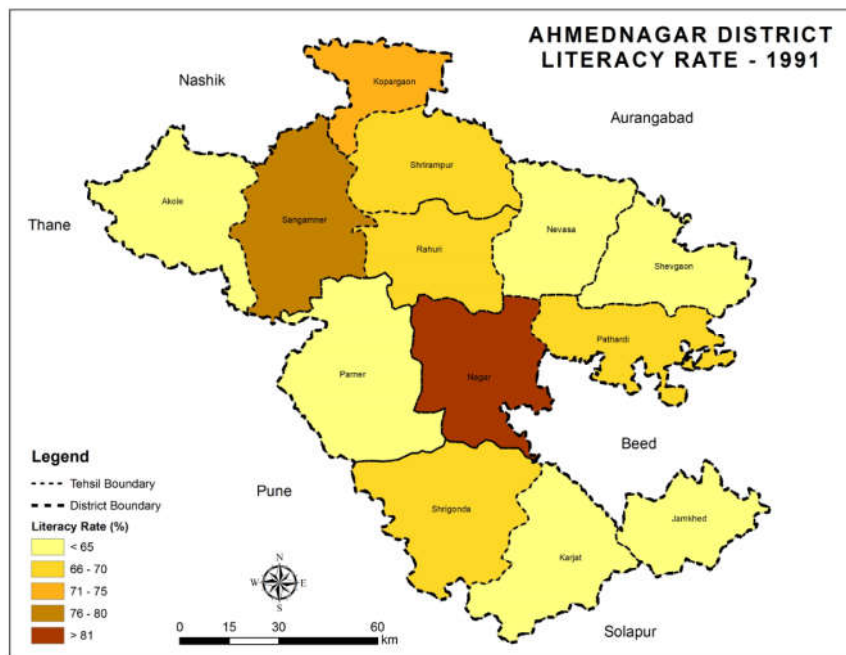 AHMEDNAGAR DISTRICT
LITERACY RATE - 1991
Nashik
Kopargaon
Aurangabad
Shrirampur
Akole
Sangamner
Nevasa
Thane
Rahuri
Shevgaon
Pathardi
Parner
Nagar
Beed
Legend
Tehsil Boundary
District Boundary
Literacy Rate (%)
< 65
66 - 70
71 - 75
76 - 80
> 81
Pune
Shrigonda
Jamkhed
Karjat
N
W E
S
0 15 30 60
km
Solapur